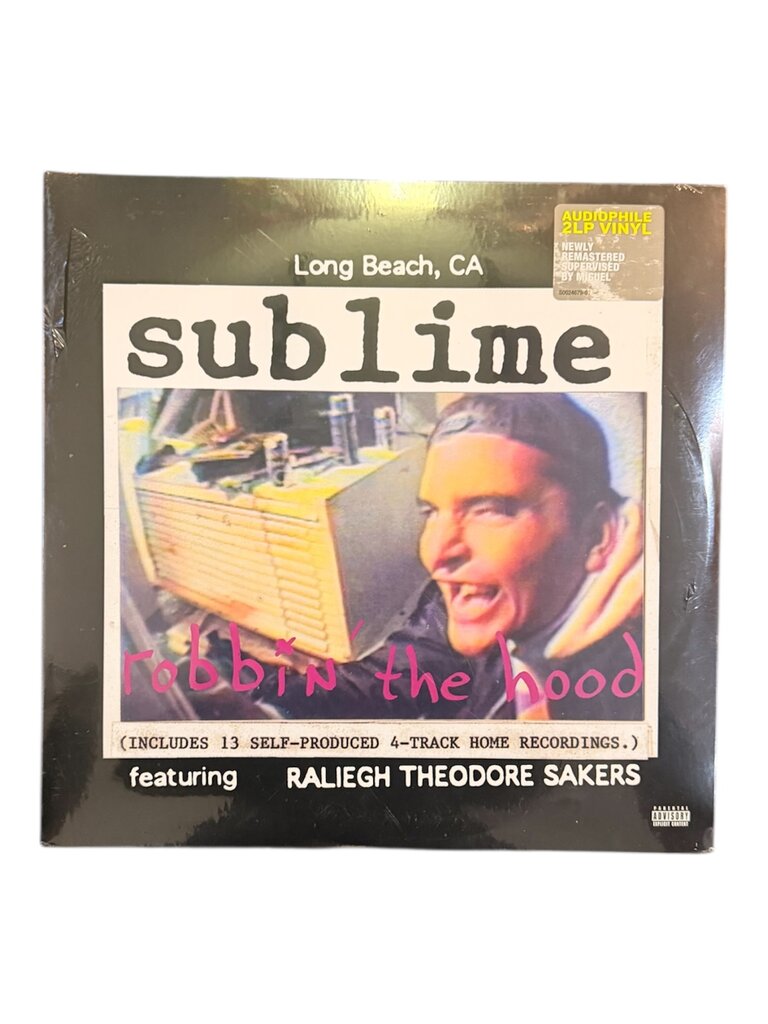 AUDIOPHILE
2LP VINYL
NEWLY
REMASTERED
SUPERVISED
BY MIGUEL
Long Beach, CA
sublime
robbin' the hood
(INCLUDES 13 SELF-PRODUCED 4-TRACK HOME RECORDINGS.)
featuring RALIEGH THEODORE SAKERS
PARENTAL
ADVISORY
EXPLICIT CONTENT